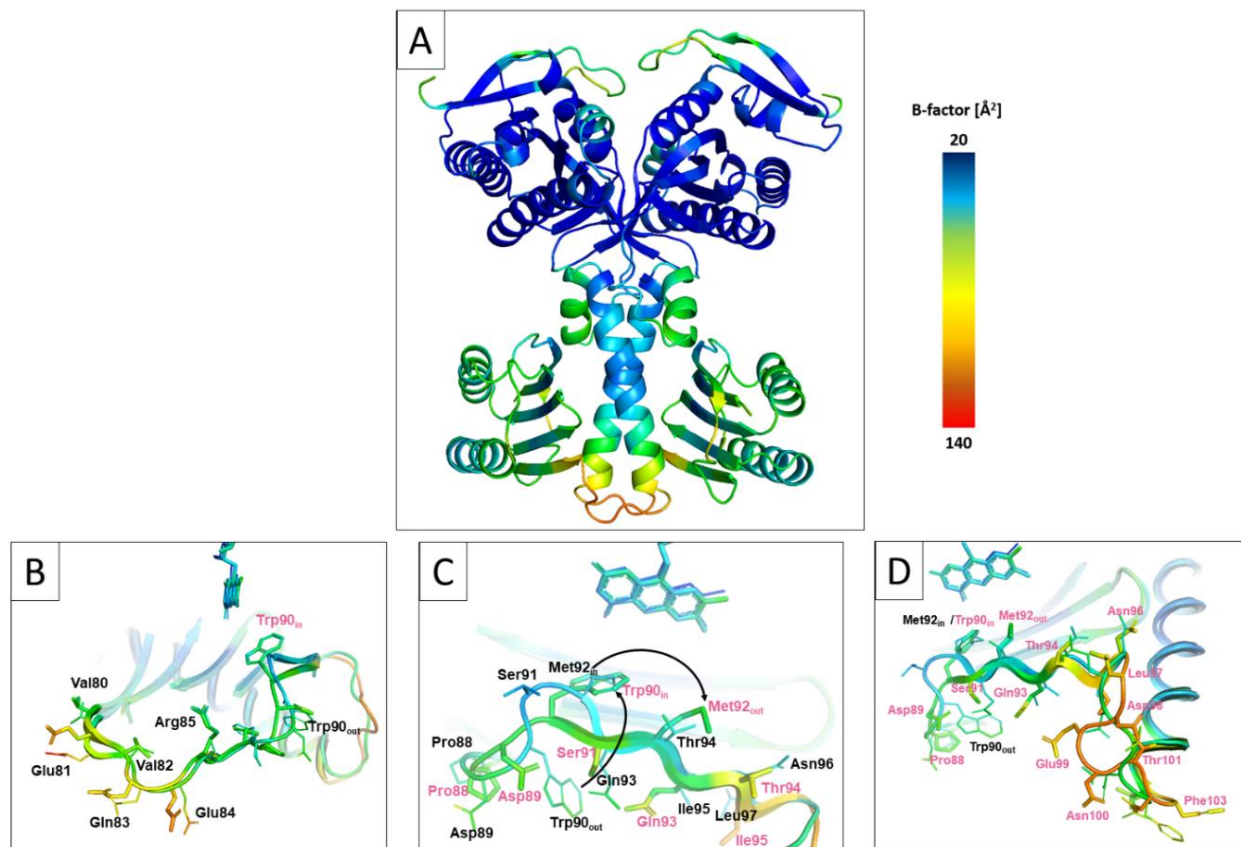 A
B-factor [Å²]
20
140
B
Trp90in
Val80
Arg85
Trp90out
Glu81
Val82
Gln83
Glu84
C
Met92in
Ser91
Trp90in
Met92out
Pro88
Ser91
Thr94
Asn96
Pro88
Asp89
Gln93
Thr94
Asp89
Trp90out
Gln93
Ile95
Leu97
Ile95
D
Met92in /Trp90in Met92out
Asn96
Thr94
Leu97
Ser91
Gln93
Asp89
Asn98
Trp90out
Pro88
Glu99
Thr101
Asn100
Phe103